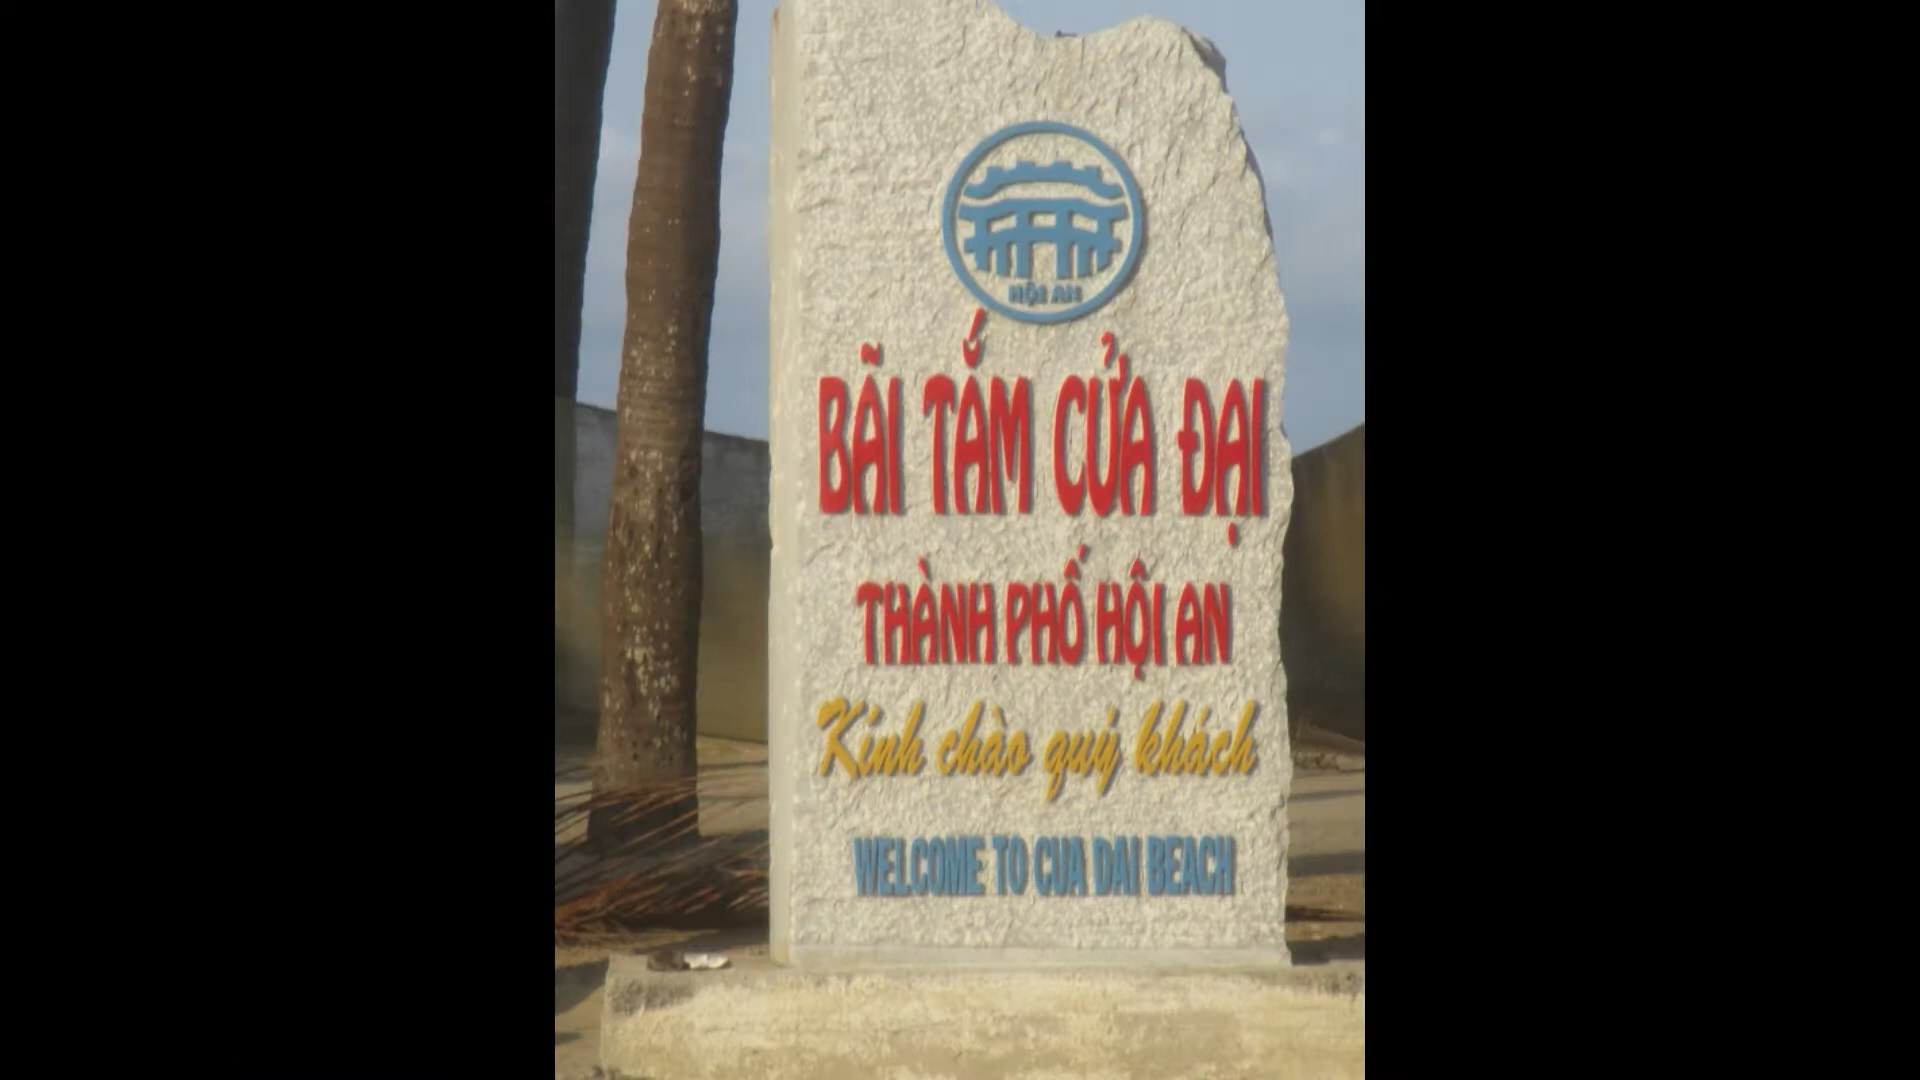 HỘI AN
BÃI TẮM CỬA ĐẠI
THÀNH PHỐ HỘI AN
Kính chào quý khách
WELCOME TO CUA DAI BEACH